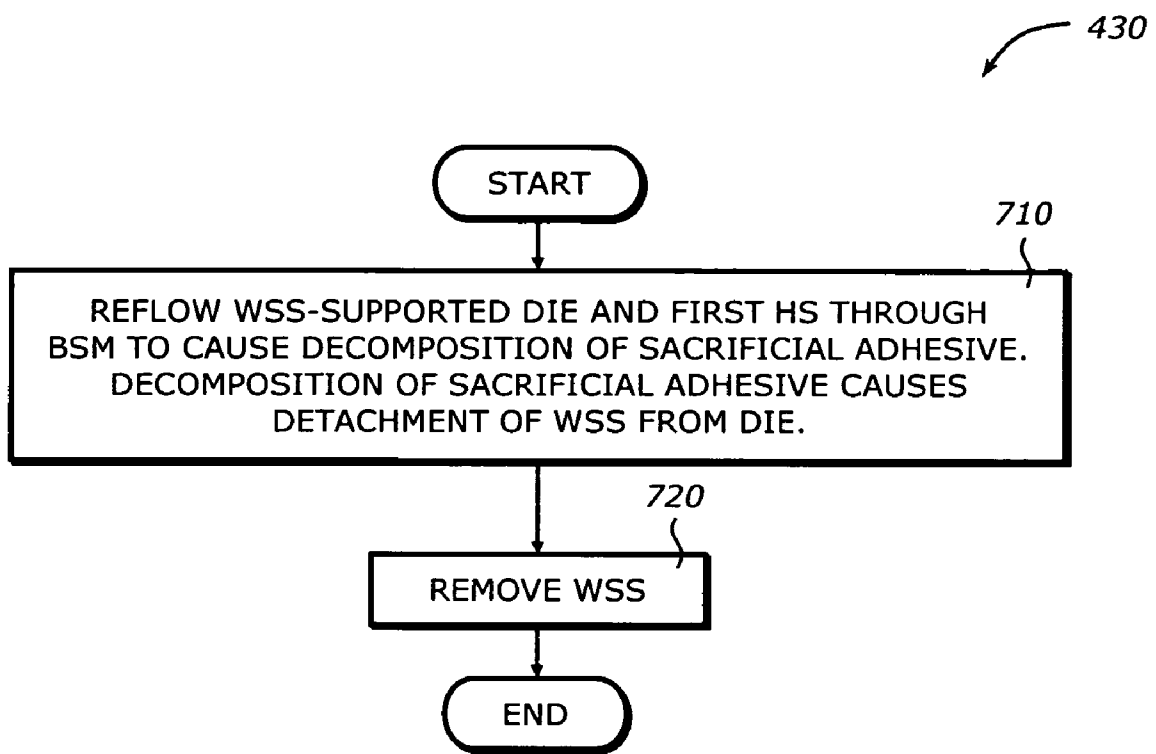 430
START
710
REFLOW WSS-SUPPORTED DIE AND FIRST HS THROUGH
BSM TO CAUSE DECOMPOSITION OF SACRIFICIAL ADHESIVE.
DECOMPOSITION OF SACRIFICIAL ADHESIVE CAUSES
DETACHMENT OF WSS FROM DIE.
720
REMOVE WSS
END